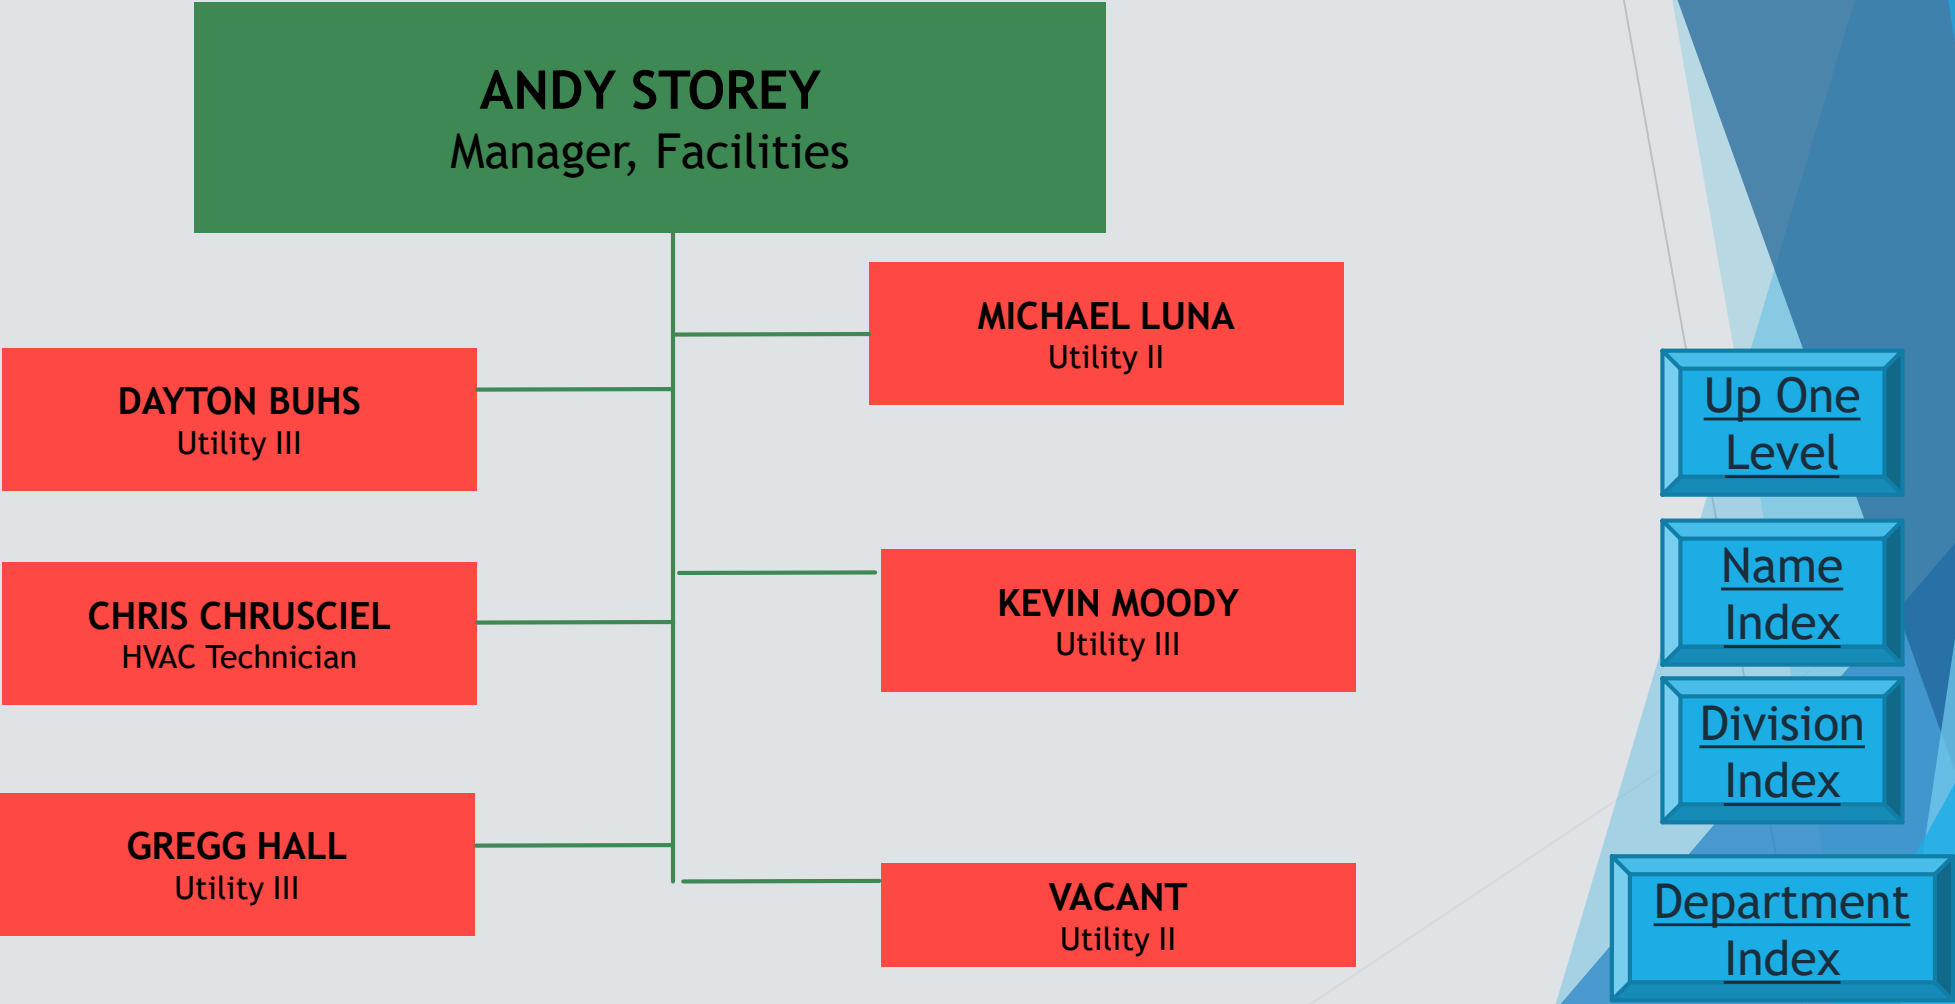 ANDY STOREY
Manager, Facilities
MICHAEL LUNA
Utility II
DAYTON BUHS
Utility III
CHRIS CHRUSCIEL
HVAC Technician
KEVIN MOODY
Utility III
GREGG HALL
Utility III
VACANT
Utility II
Up One
Level
Name
Index
Division
Index
Department
Index